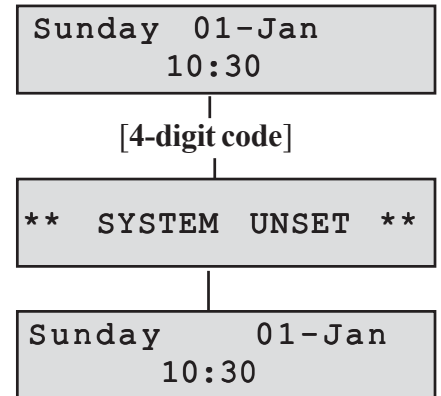 Sunday 01-Jan
10:30
[4-digit code]
** SYSTEM UNSET **
Sunday 01-Jan
10:30